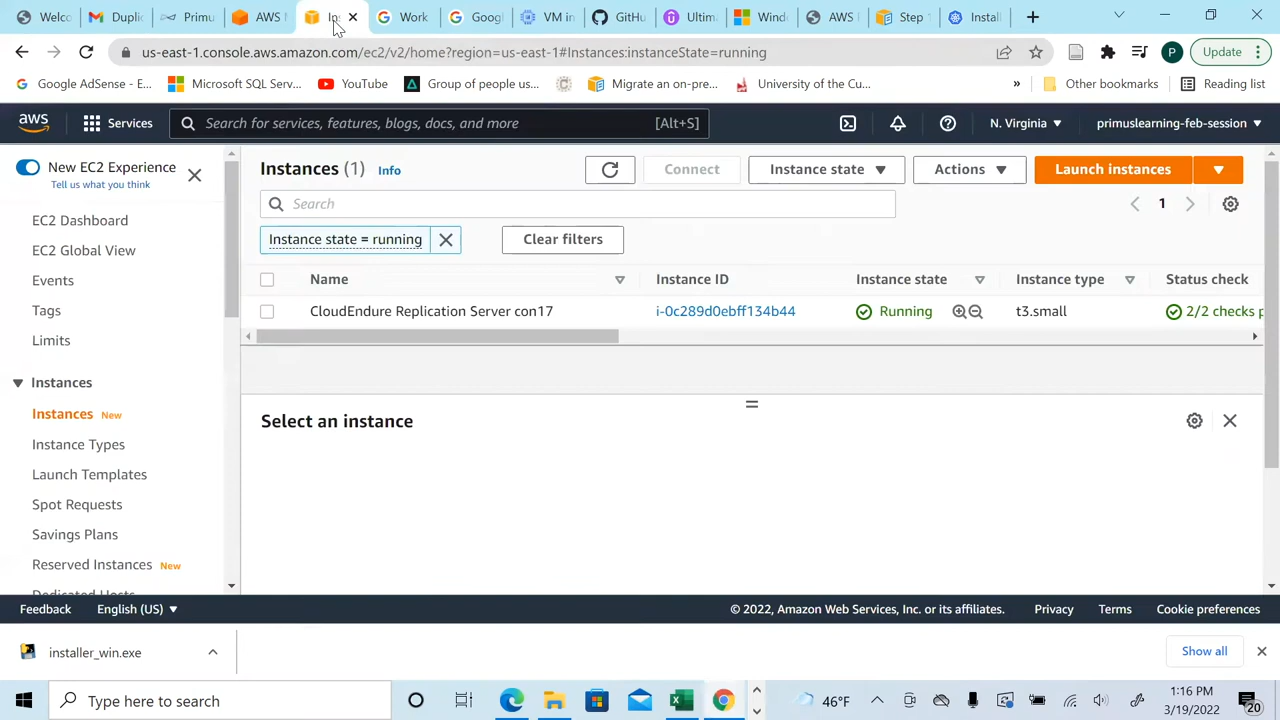 Welco
Duplic
Primu
AWS M
In:
Work
Googl
VM in
GitHu
Ultim
Wind
AWS I
Step
Install
us-east-1.console.aws.amazon.com/ec2/v2/home?region=us-east-1#Instances:instanceState=running
P
Update
Google AdSense - E...
Microsoft SQL Serv...
YouTube
Group of people us...
Migrate an on-pre...
University of the Cu...
»
Other bookmarks
Reading list
aws
Services
Search for services, features, blogs, docs, and more
[Alt+S]
N. Virginia
primuslearning-feb-session
New EC2 Experience
Tell us what you think
EC2 Dashboard
EC2 Global View
Events
Tags
Limits
Instances
Instances New
Instance Types
Launch Templates
Spot Requests
Savings Plans
Reserved Instances New
Dedicated Hosts
Instances (1) Info
Connect
Instance state
Actions
Launch instances
Search
1
Instance state = running
Clear filters
Name Instance ID Instance state Instance type Status check
CloudEndure Replication Server con17 i-0c289d0ebff134b44 Running t3.small 2/2 checks p
Select an instance
Feedback English (US) © 2022, Amazon Web Services, Inc. or its affiliates. Privacy Terms Cookie preferences
installer_win.exe
Show all
Type here to search
46°F
1:16 PM
3/19/2022
20